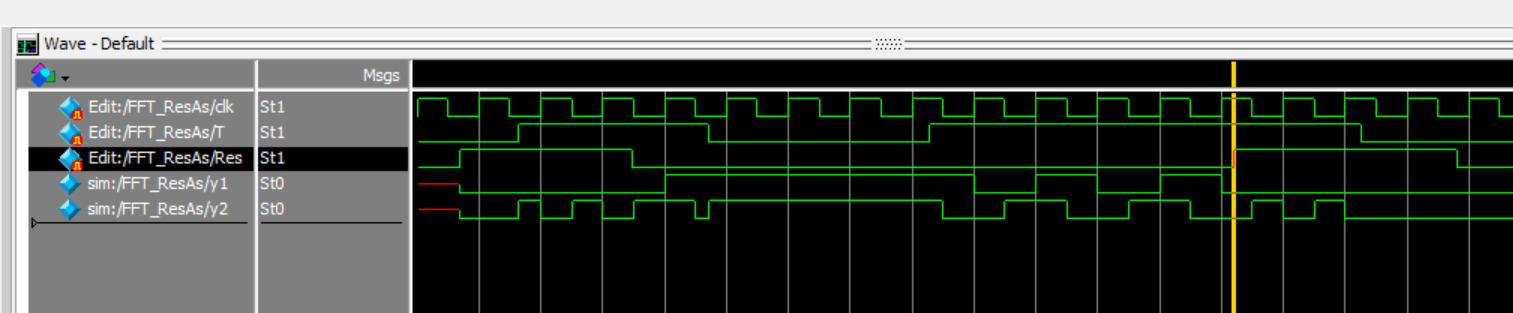 Wave - Default
Msgs
Edit:/FFT_ResAs/clk St1
Edit:/FFT_ResAs/T St1
Edit:/FFT_ResAs/Res St1
sim:/FFT_ResAs/y1 St0
sim:/FFT_ResAs/y2 St0